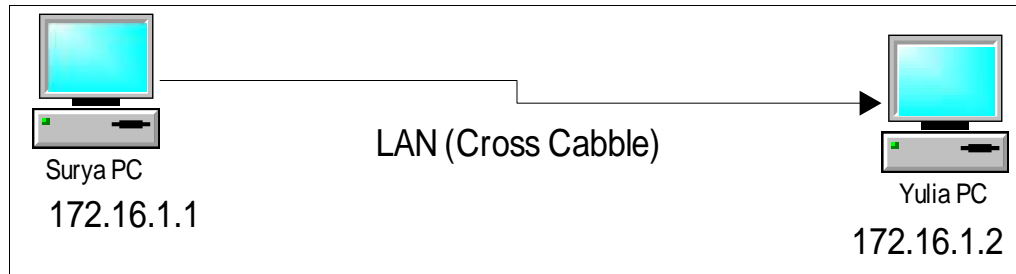 LAN (Cross Cabble)
Surya PC
172.16.1.1
Yulia PC
172.16.1.2